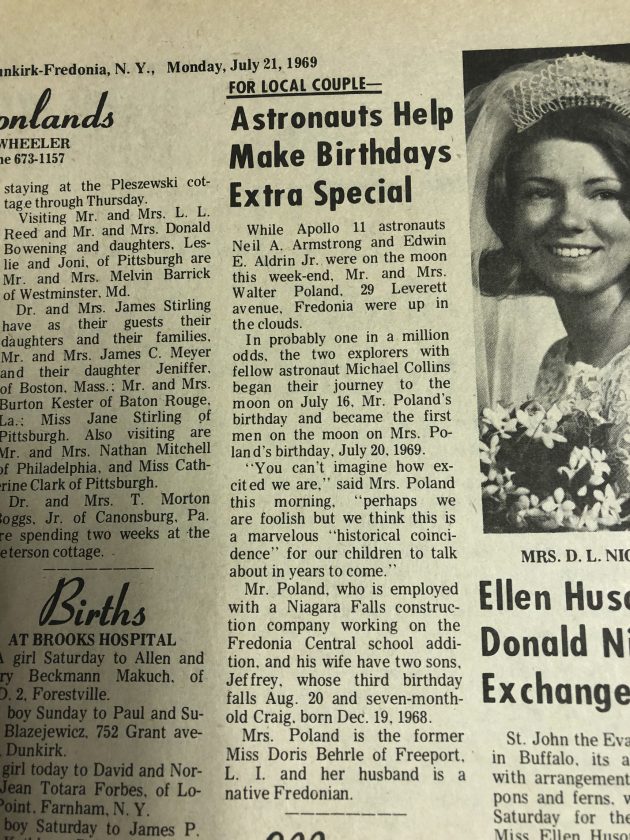 unkirk-Fredonia, N. Y., Monday, July 21, 1969
onlands
WHEELER
ne 673-1157
staying at the Pleszewski cot-
tage through Thursday.
Visiting Mr. and Mrs. L. L.
Reed and Mr. and Mrs. Donald
Bowening and daughters, Les-
lie and Joni, of Pittsburgh are
Mr. and Mrs. Melvin Barrick
of Westminster, Md.
Dr. and Mrs. James Stirling
have as their guests their
daughters and their families,
Mr. and Mrs. James C. Meyer
and their daughter Jeniffer,
of Boston, Mass.; Mr. and Mrs.
Burton Kester of Baton Rouge,
La.; Miss Jane Stirling of
Pittsburgh. Also visiting are
Mr. and Mrs. Nathan Mitchell
of Philadelphia, and Miss Cath-
erine Clark of Pittsburgh.
Dr. and Mrs. T. Morton
Boggs, Jr. of Canonsburg, Pa.
re spending two weeks at the
eterson cottage.
Births
AT BROOKS HOSPITAL
A girl Saturday to Allen and
ry Beckmann Makuch, of
D. 2, Forestville.
boy Sunday to Paul and Su-
Blazejewicz, 752 Grant ave-
Dunkirk.
girl today to David and Nor-
Jean Totara Forbes, of Lo-
Point, Farnham, N. Y.
boy Saturday to James P.
FOR LOCAL COUPLE—
Astronauts Help
Make Birthdays
Extra Special
While Apollo 11 astronauts
Neil A. Armstrong and Edwin
E. Aldrin Jr. were on the moon
this week-end, Mr. and Mrs.
Walter Poland, 29 Leverett
avenue, Fredonia were up in
the clouds.
In probably one in a million
odds, the two explorers with
fellow astronaut Michael Collins
began their journey to the
moon on July 16, Mr. Poland's
birthday and became the first
men on the moon on Mrs. Po-
land's birthday, July 20, 1969.
"You can't imagine how ex-
cited we are," said Mrs. Poland
this morning, "perhaps we
are foolish but we think this is
a marvelous "historical coinci-
dence" for our children to talk
about in years to come."
Mr. Poland, who is employed
with a Niagara Falls construc-
tion company working on the
Fredonia Central school addi-
tion, and his wife have two sons,
Jeffrey, whose third birthday
falls Aug. 20 and seven-month-
old Craig, born Dec. 19, 1968.
Mrs. Poland is the former
Miss Doris Behrle of Freeport,
L. I. and her husband is a
native Fredonian.
MRS. D. L. NIC
Ellen Huso
Donald Ni
Exchange
St. John the Eva
in Buffalo, its a
with arrangement
pons and ferns, w
Saturday for the
Miss Ellen Huso